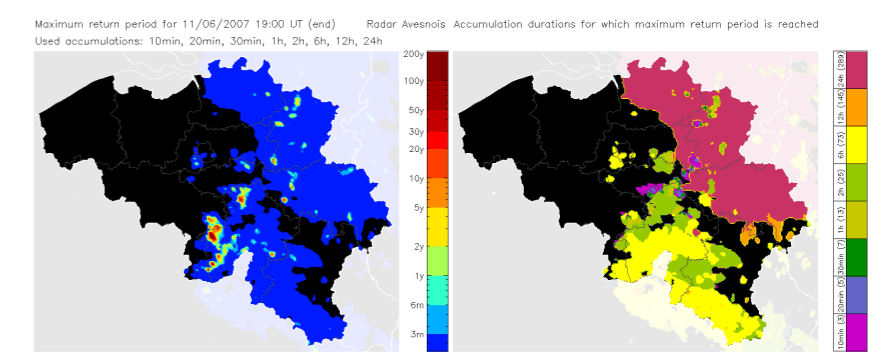 Maximum return period for 11/06/2007 19:00 UT (end) Radar Avesnois Accumulation durations for which maximum return period is reached
Used accumulations: 10min, 20min, 30min, 1h, 2h, 6h, 12h, 24h
200y
100y
50y
30y
20y
10y
5y
2y
1y
6m
3m
24h (289)
12h (145)
6h (73)
2h (25)
1h (13)
30min (7)
20min (5)
10min (3)